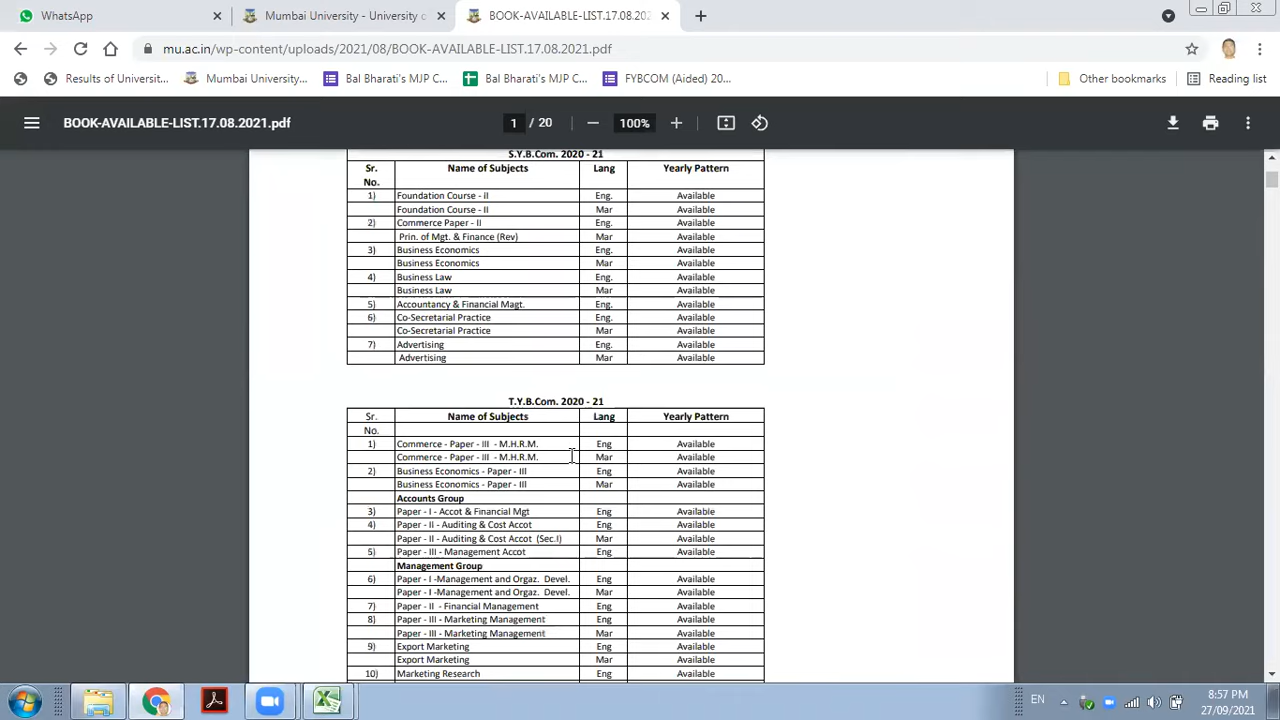 WhatsApp
Mumbai University - University o
BOOK-AVAILABLE-LIST.17.08.202
mu.ac.in/wp-content/uploads/2021/08/BOOK-AVAILABLE-LIST.17.08.2021.pdf
Results of Universit... Mumbai University... Bal Bharati's MJP C... Bal Bharati's MJP C... FYBCOM (Aided) 20... Other bookmarks Reading list
BOOK-AVAILABLE-LIST.17.08.2021.pdf 1 / 20 100%
S.Y.B.Com. 2020 - 21
Sr. No. Name of Subjects Lang Yearly Pattern
1) Foundation Course - II Eng. Available
Foundation Course - II Mar Available
2) Commerce Paper - II Eng. Available
Prin. of Mgt. & Finance (Rev) Mar Available
3) Business Economics Eng. Available
Business Economics Mar Available
4) Business Law Eng. Available
Business Law Mar Available
5) Accountancy & Financial Magt. Eng. Available
6) Co-Secretarial Practice Eng. Available
Co-Secretarial Practice Mar Available
7) Advertising Eng. Available
Advertising Mar Available
T.Y.B.Com. 2020 - 21
Sr. No. Name of Subjects Lang Yearly Pattern
1) Commerce - Paper - III - M.H.R.M. Eng Available
Commerce - Paper - III - M.H.R.M. Mar Available
2) Business Economics - Paper - III Eng Available
Business Economics - Paper - III Mar Available
Accounts Group
3) Paper - I - Accot & Financial Mgt Eng Available
4) Paper - II - Auditing & Cost Accot Eng Available
Paper - II - Auditing & Cost Accot (Sec.I) Mar Available
5) Paper - III - Management Accot Eng Available
Management Group
6) Paper - I -Management and Orgaz. Devel. Eng Available
Paper - I -Management and Orgaz. Devel. Mar Available
7) Paper - II - Financial Management Eng Available
8) Paper - III - Marketing Management Eng Available
Paper - III - Marketing Management Mar Available
9) Export Marketing Eng Available
Export Marketing Mar Available
10) Marketing Research Eng Available
EN
8:57 PM
27/09/2021